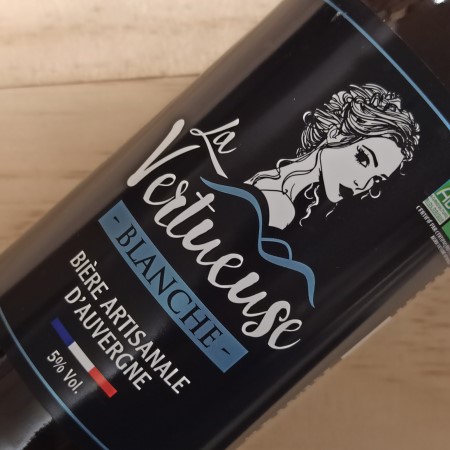 La
Vertueuse
- BLANCHE -
BIÈRE ARTISANALE
D'AUVERGNE
5% Vol.